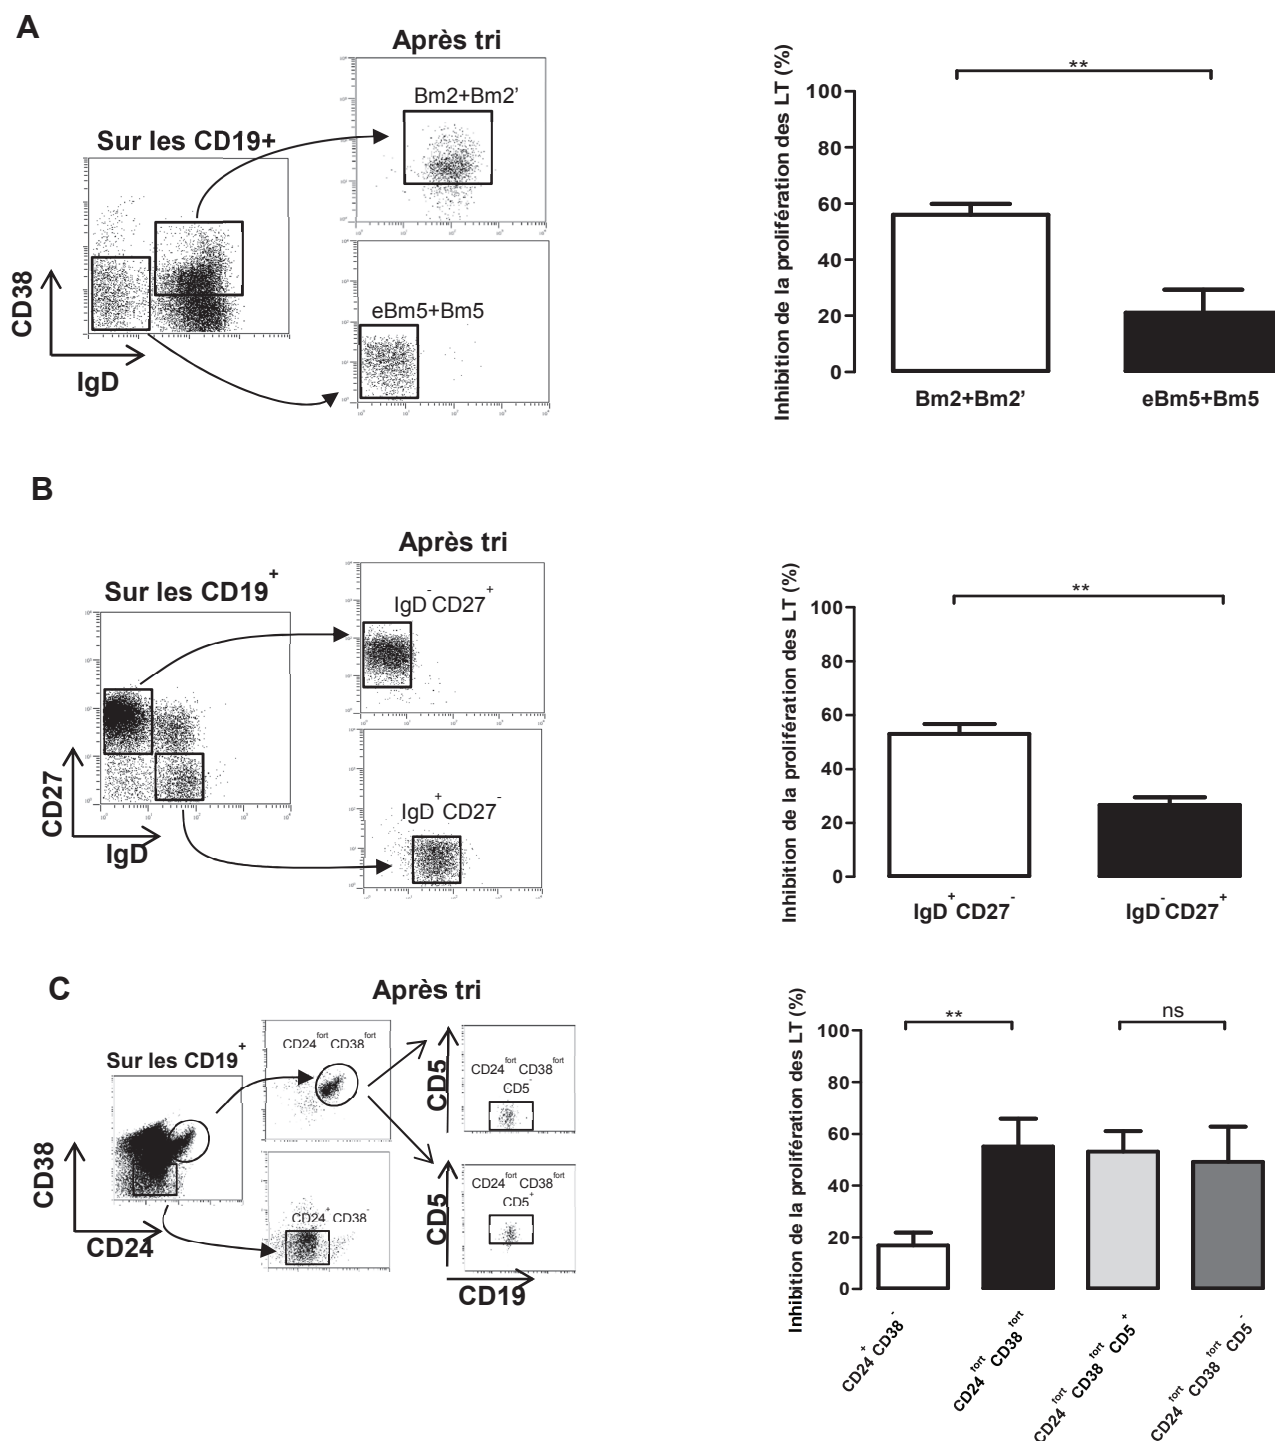 A
Après tri
Sur les CD19+
Bm2+Bm2’
eBm5+Bm5
CD38
IgD
Inhibition de la prolifération des LT (%)
**
100
80
60
40
20
0
Bm2+Bm2’ eBm5+Bm5
B
Après tri
Sur les CD19+
IgD-CD27+
IgD+CD27-
CD27
IgD
Inhibition de la prolifération des LT (%)
**
100
80
60
40
20
0
IgD+CD27- IgD-CD27+
C
Après tri
Sur les CD19+
CD24fort CD38fort
CD24+CD38-
CD38
CD24
CD5
CD24fort CD38fort
CD5-
CD5
CD24fort CD38fort
CD5+
CD19
Inhibition de la prolifération des LT (%)
** ns
100
80
60
40
20
0
CD24+CD38-
CD24fort CD38fort
CD24fort CD38fort CD5+
CD24fort CD38fort CD5-